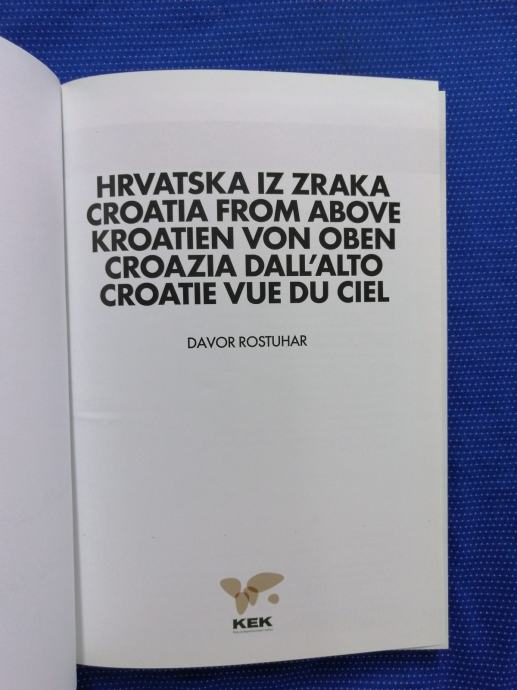 HRVATSKA IZ ZRAKA
CROATIA FROM ABOVE
KROATIEN VON OBEN
CROAZIA DALL'ALTO
CROATIE VUE DU CIEL
DAVOR ROSTUHAR
KEK